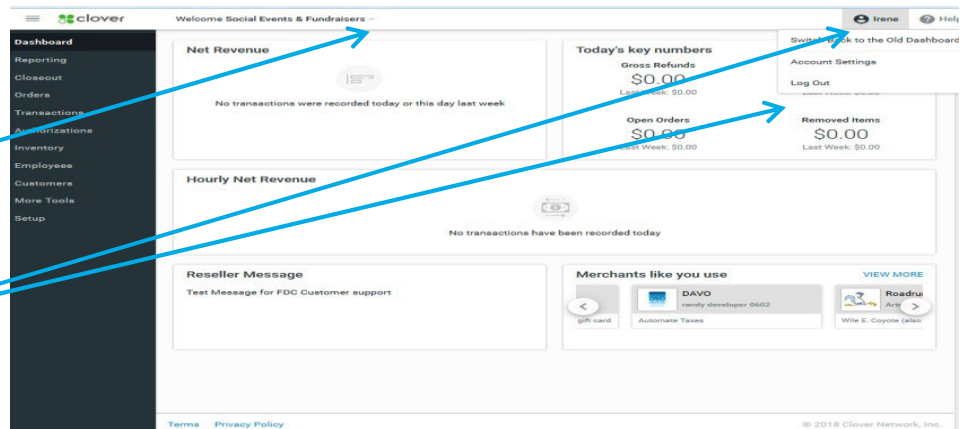 clover
Welcome Social Events & Fundraisers
Irene
Help
Dashboard
Reporting
Closeout
Orders
Transactions
Authorizations
Inventory
Employees
Customers
More Tools
Setup
Net Revenue
No transactions were recorded today or this day last week
Today's key numbers
Gross Refunds
$0.00
Last Week: $0.00
Switch Back to the Old Dashboard
Account Settings
Log Out
Last Week: $0.00
Open Orders
$0.00
Last Week: $0.00
Removed Items
$0.00
Last Week: $0.00
Hourly Net Revenue
No transactions have been recorded today
Reseller Message
Test Message for FDC Customer support
Merchants like you use
VIEW MORE
gift card
DAVO
randy developer 0602
Automate Taxes
Wile E. Coyote (also
Terms
Privacy Policy
© 2018 Clover Network, Inc.